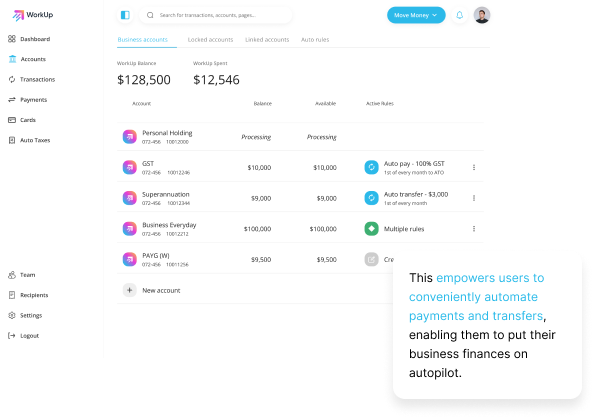 WorkUp
Search for transactions, accounts, pages...
Move Money
Dashboard
Accounts
Transactions
Payments
Cards
Auto Taxes
Team
Recipients
Settings
Logout
Business accounts Locked accounts Linked accounts Auto rules
WorkUp Balance WorkUp Spent
$128,500 $12,546
Account Balance Available Active Rules
Personal Holding Processing Processing
072-456 10012000
GST $10,000 $10,000 Auto pay - 100% GST
072-456 10012246 1st of every month to ATO
Superannuation $9,000 $9,000 Auto transfer - $3,000
072-456 10012344 1st of every month
Business Everyday $100,000 $100,000 Multiple rules
072-456 10012212
PAYG (W) $9,500 $9,500
072-456 10011256
New account
This empowers users to
conveniently automate
payments and transfers,
enabling them to put their
business finances on
autopilot.